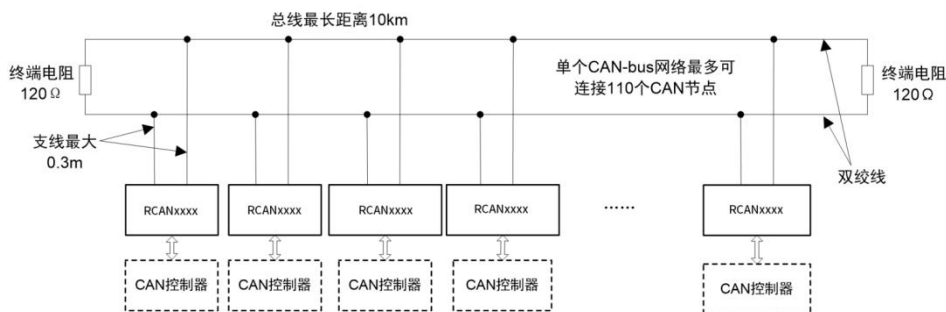 总线最长距离10km
终端电阻
120Ω
单个CAN-bus网络最多可
连接110个CAN节点
终端电阻
120Ω
支线最大
0.3m
双绞线
RCANxxxx
RCANxxxx
RCANxxxx
RCANxxxx
······
RCANxxxx
CAN控制器
CAN控制器
CAN控制器
CAN控制器
CAN控制器